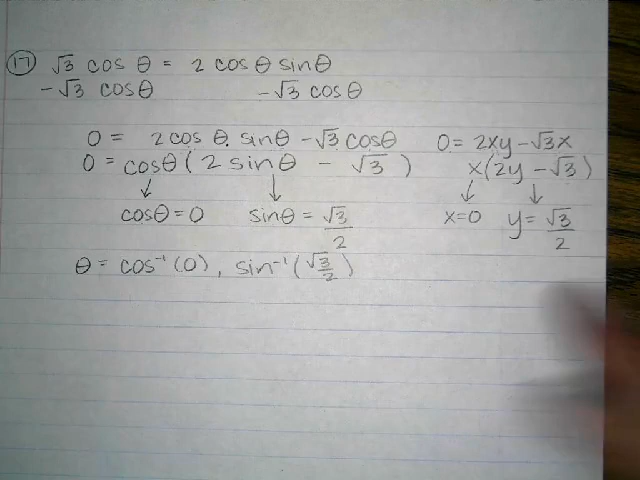 17 √3 cos θ = 2 cos θ sin θ
-√3 cos θ -√3 cos θ
0 = 2 cos θ · sin θ - √3 cos θ 0 = 2xy - √3x
0 = cos θ (2 sin θ - √3) x(2y - √3)
↓ ↓ ↓ ↓
cos θ = 0 sin θ = √3/2 x = 0 y = √3/2
θ = cos⁻¹(0), sin⁻¹(√3/2)